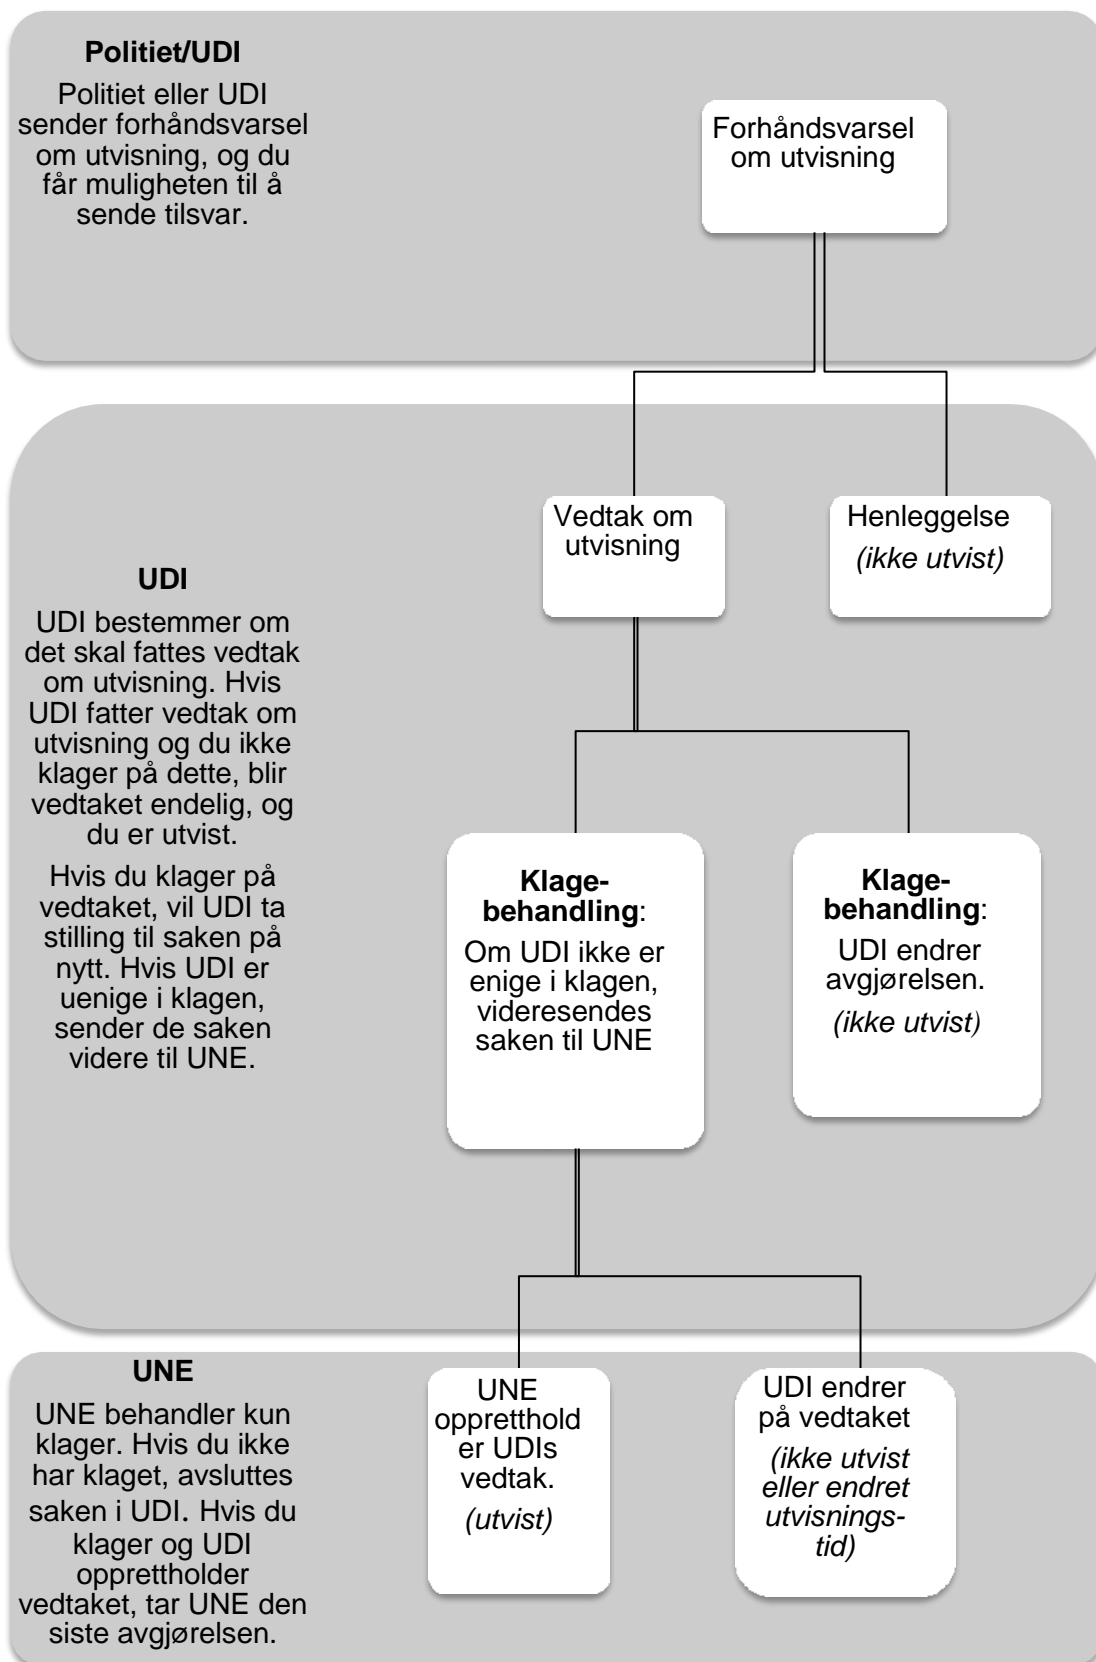 Politiet/UDI
Politiet eller UDI
sender forhåndsvarsel
om utvisning, og du
får muligheten til å
sende tilsvar.
Forhåndsvarsel
om utvisning
UDI
UDI bestemmer om
det skal fattes vedtak
om utvisning. Hvis
UDI fatter vedtak om
utvisning og du ikke
klager på dette, blir
vedtaket endelig, og
du er utvist.
Hvis du klager på
vedtaket, vil UDI ta
stilling til saken på
nytt. Hvis UDI er
uenige i klagen,
sender de saken
videre til UNE.
Vedtak om
utvisning
Henleggelse
(ikke utvist)
Klage-
behandling:
Om UDI ikke er
enige i klagen,
videresendes
saken til UNE
Klage-
behandling:
UDI endrer
avgjørelsen.
(ikke utvist)
UNE
UNE behandler kun
klager. Hvis du ikke
har klaget, avsluttes
saken i UDI. Hvis du
klager og UDI
opprettholder
vedtaket, tar UNE den
siste avgjørelsen.
UNE
oppretthold
er UDIs
vedtak.
(utvist)
UDI endrer
på vedtaket
(ikke utvist
eller endret
utvisnings-
tid)